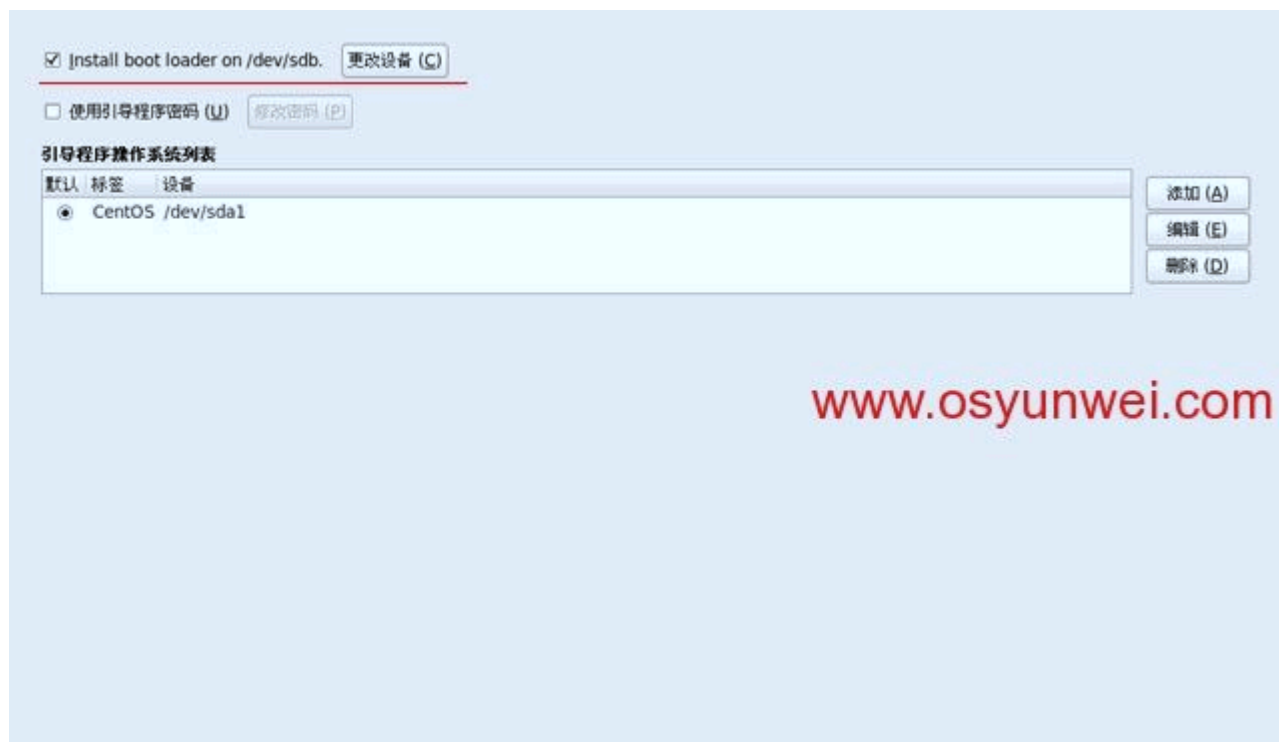 Install boot loader on /dev/sdb. 更改设备 (C)
使用引导程序密码 (U) 修改密码 (P)
引导程序操作系统列表
默认 标签 设备
CentOS /dev/sda1
添加 (A)
编辑 (E)
删除 (D)
www.osyunwei.com